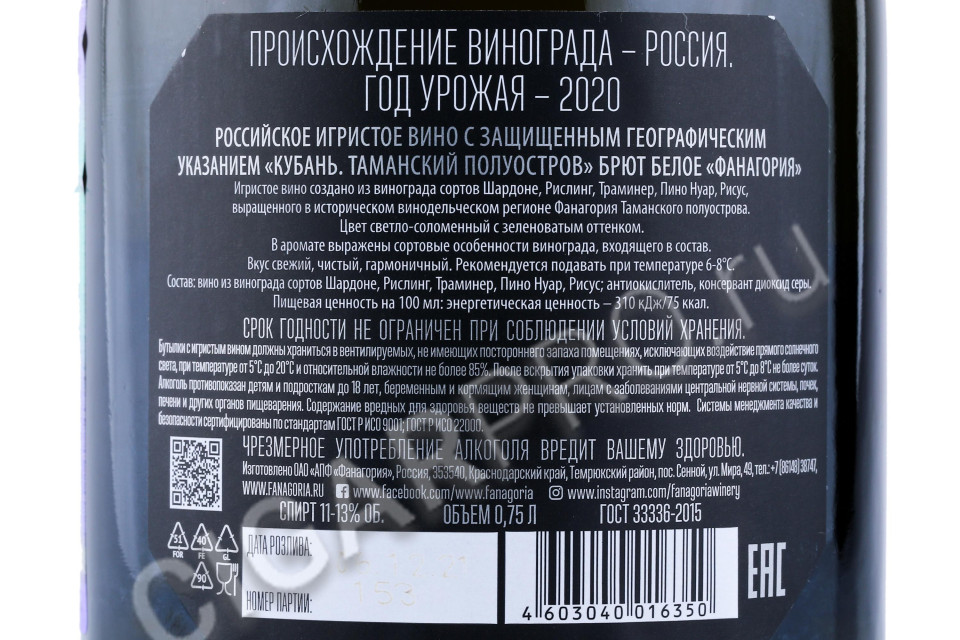 ПРОИСХОЖДЕНИЕ ВИНОГРАДА – РОССИЯ.
ГОД УРОЖАЯ – 2020
РОССИЙСКОЕ ИГРИСТОЕ ВИНО С ЗАЩИЩЕННЫМ ГЕОГРАФИЧЕСКИМ
УКАЗАНИЕМ «КУБАНЬ. ТАМАНСКИЙ ПОЛУОСТРОВ» БРЮТ БЕЛОЕ «ФАНАГОРИЯ»
Игристое вино создано из винограда сортов Шардоне, Рислинг, Траминер, Пино Нуар, Рисус,
выращенного в историческом винодельческом регионе Фанагория Таманского полуострова.
Цвет светло-соломенный с зеленоватым оттенком.
В аромате выражены сортовые особенности винограда, входящего в состав.
Вкус свежий, чистый, гармоничный. Рекомендуется подавать при температуре 6-8°С.
Состав: вино из винограда сортов Шардоне, Рислинг, Траминер, Пино Нуар, Рисус; антиокислитель, консервант диоксид серы.
Пищевая ценность на 100 мл: энергетическая ценность – 310 кДж/75 ккал.
СРОК ГОДНОСТИ НЕ ОГРАНИЧЕН ПРИ СОБЛЮДЕНИИ УСЛОВИЙ ХРАНЕНИЯ.
Бутылки с игристым вином должны храниться в вентилируемых, не имеющих постороннего запаха помещениях, исключающих воздействие прямого солнечного
света, при температуре от 5°С до 20°С и относительной влажности не более 85%. После вскрытия упаковки хранить при температуре от 5°С до 8°С не более суток.
Алкоголь противопоказан детям и подросткам до 18 лет, беременным и кормящим женщинам, лицам с заболеваниями центральной нервной системы, почек,
печени и других органов пищеварения. Содержание вредных для здоровья веществ не превышает установленных норм. Системы менеджмента качества и
безопасности сертифицированы по стандартам ГОСТ Р ИСО 9001; ГОСТ Р ИСО 22000.
ЧРЕЗМЕРНОЕ УПОТРЕБЛЕНИЕ АЛКОГОЛЯ ВРЕДИТ ВАШЕМУ ЗДОРОВЬЮ.
Изготовлено ОАО «АПФ «Фанагория», Россия, 353540, Краснодарский край, Темрюкский район, пос. Сенной, ул. Мира, 49, тел.: +7 (86148) 38747,
WWW.FANAGORIA.RU www.facebook.com/www.fanagoria www.instagram.com/fanagoriawinery
СПИРТ 11-13% ОБ. ОБЪЕМ 0,75 Л ГОСТ 33336-2015
51 FOR 40 FE GL
90
ДАТА РОЗЛИВА:
НОМЕР ПАРТИИ: 153
4 603040 016350
EAC
CIGARPRO.ru